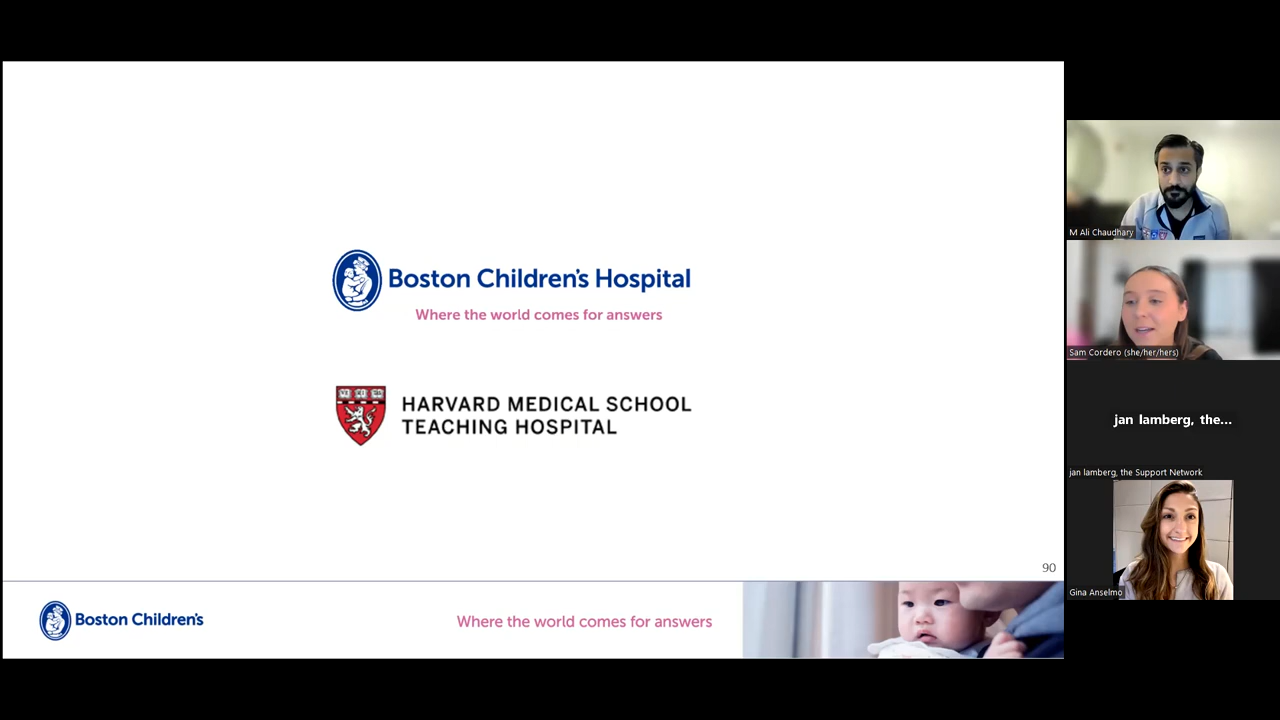 Boston Children's Hospital
Where the world comes for answers
HARVARD MEDICAL SCHOOL
TEACHING HOSPITAL
90
Boston Children's
Where the world comes for answers
M Ali Chaudhary
Sam Cordero (she/her/hers)
jan lamberg, the...
jan lamberg, the Support Network
Gina Anselmo